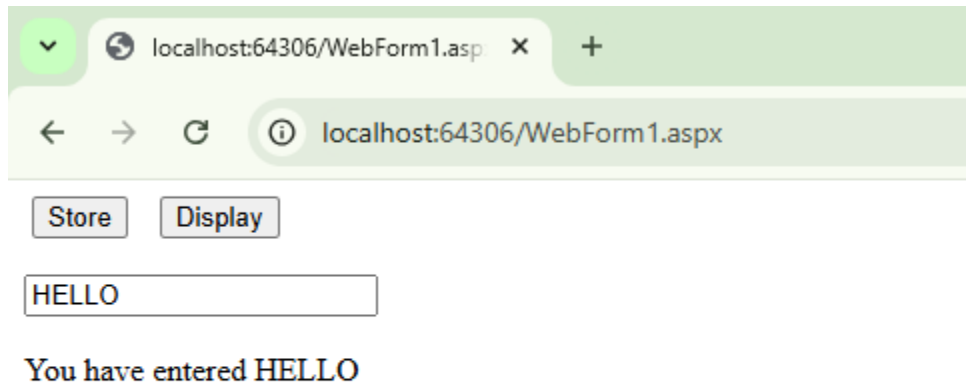 localhost:64306/WebForm1.asp
localhost:64306/WebForm1.aspx
Store Display
HELLO
You have entered HELLO